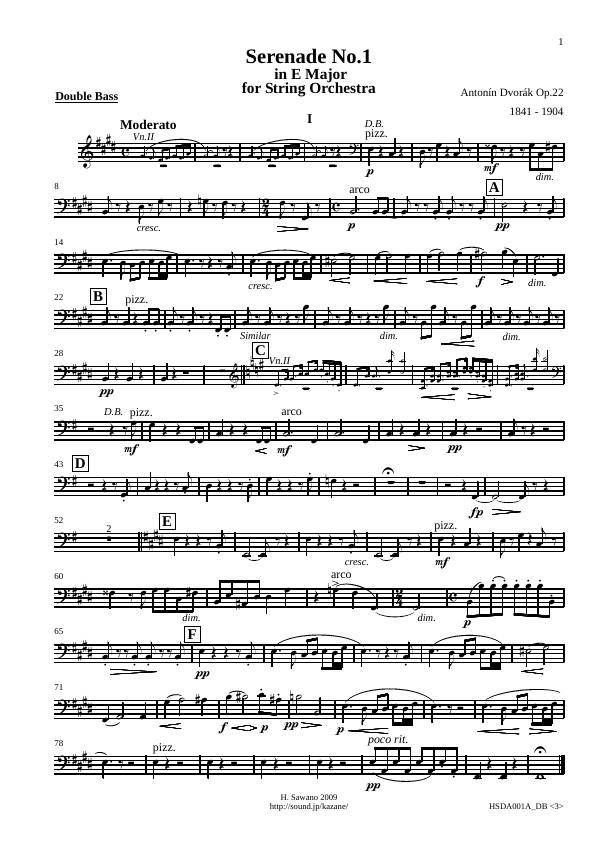 1
Serenade No.1
in E Major
for String Orchestra
Double Bass
Antonín Dvorák Op.22
1841 - 1904
I
Moderato
Vn.II
D.B.
pizz.
p
mf
dim.
8
arco
A
cresc.
p
pp
14
cresc.
f
dim.
22
B
pizz.
Similar
dim.
dim.
28
C
Vn.II
pp
35
D.B.
pizz.
arco
mf
mf
pp
43
D
fp
52
2
E
pizz.
cresc.
mf
60
arco
dim.
dim.
p
65
F
pp
71
f
p
pp
p
78
pizz.
poco rit.
pp
H. Sawano 2009
http://sound.jp/kazane/
HSDA001A_DB <3>